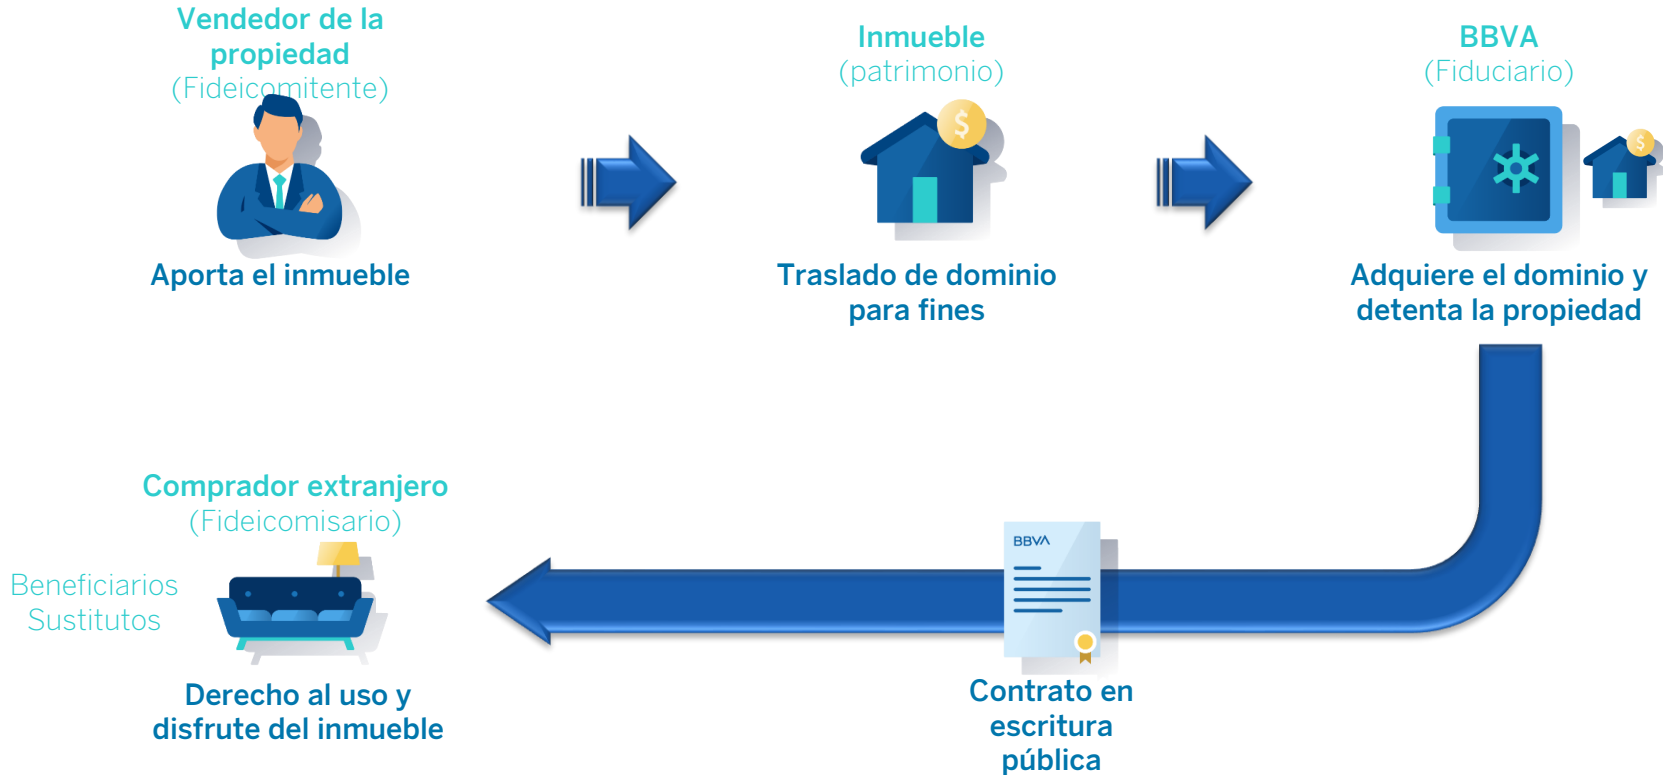 Vendedor de la
propiedad
(Fideicomitente)
Aporta el inmueble
Inmueble
(patrimonio)
$
Traslado de dominio
para fines
BBVA
(Fiduciario)
$
Adquiere el dominio y
detenta la propiedad
Comprador extranjero
(Fideicomisario)
Beneficiarios
Sustitutos
Derecho al uso y
disfrute del inmueble
BBVA
Contrato en
escritura
pública